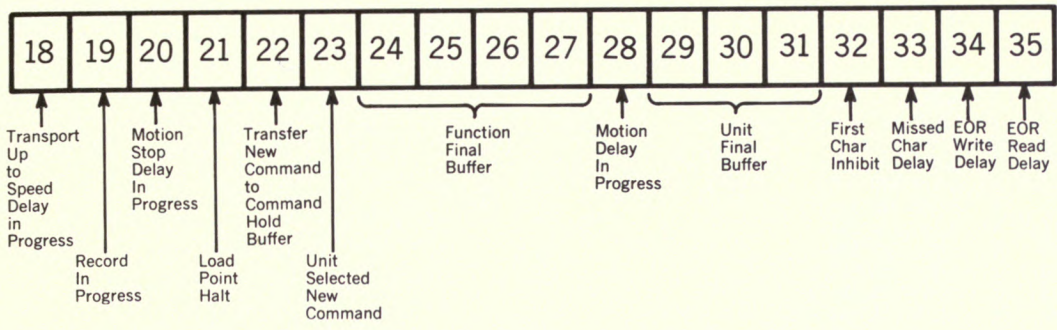 18 19 20 21 22 23 24 25 26 27 28 29 30 31 32 33 34 35
Transport
Up
to
Speed
Delay
in
Progress
Record
In
Progress
Motion
Stop
Delay
In
Progress
Load
Point
Halt
Transfer
New
Command
to
Command
Hold
Buffer
Unit
Selected
New
Command
Function
Final
Buffer
Motion
Delay
In
Progress
Unit
Final
Buffer
First
Char
Inhibit
Missed
Char
Delay
EOR
Write
Delay
EOR
Read
Delay